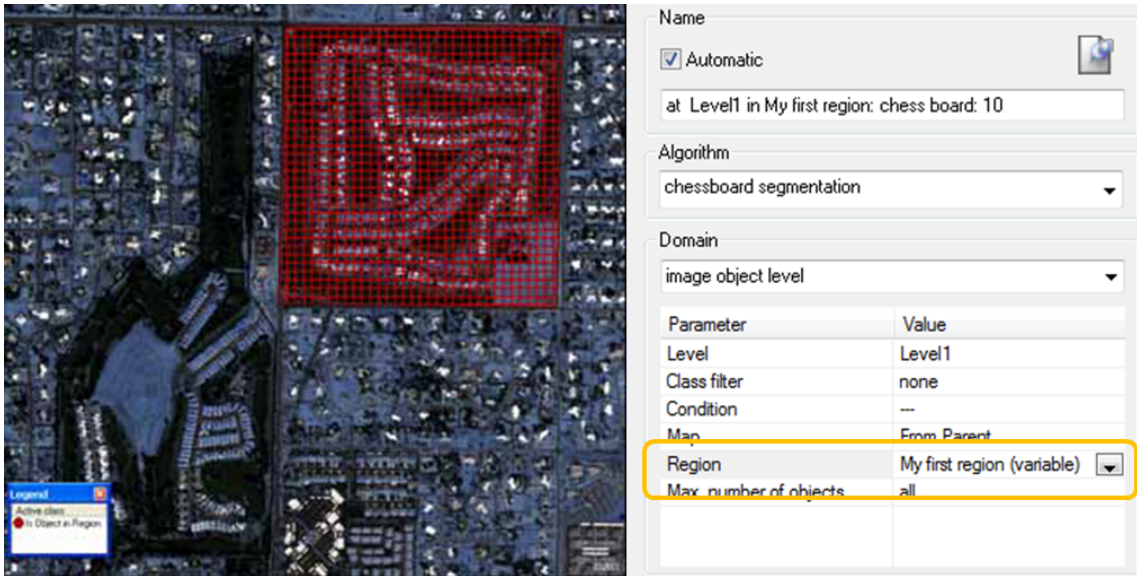 Name
Automatic
at Level1 in My first region: chess board: 10
Algorithm
chessboard segmentation
Domain
image object level
Parameter Value
Level Level1
Class filter none
Condition ---
Map From Parent
Region My first region (variable)
Max. number of objects all
Legend
Active class
Is Object in Region